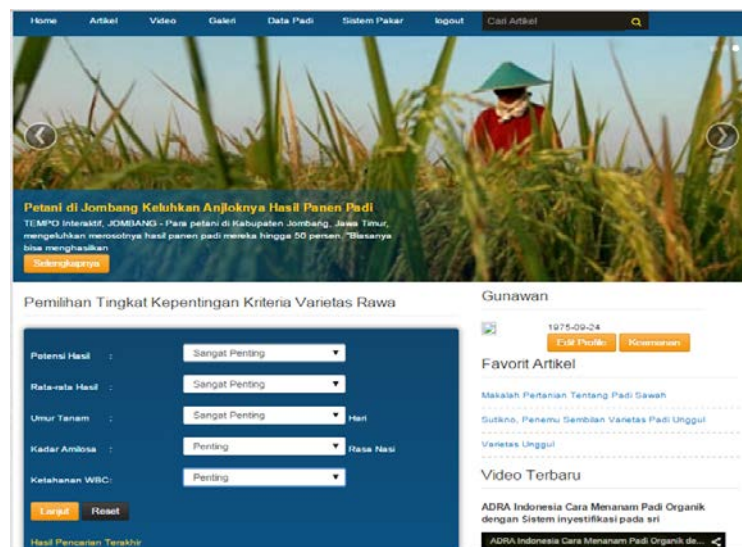 Home Artikel Video Galeri Data Padi Sistem Pakar logout Cari Artikel
Petani di Jombang Keluhkan Anjloknya Hasil Panen Padi
TEMPO Interaktif, JOMBANG - Para petani di Kabupaten Jombang, Jawa Timur,
mengeluhkan merosotnya hasil panen padi mereka hingga 50 persen. "Biasanya
bisa menghasilkan
Selengkapnya
Pemilihan Tingkat Kepentingan Kriteria Varietas Rawa
Potensi Hasil : Sangat Penting
Rata-rata Hasil : Sangat Penting
Umur Tanam : Sangat Penting Hari
Kadar Amilosa : Penting Rasa Nasi
Ketahanan WBC: Penting
Lanjut Reset
Hasil Pencarian Terakhir
Gunawan
1975-09-24
Edit Profile Keamanan
Favorit Artikel
Makalah Pertanian Tentang Padi Sawah
Sutikno, Penemu Sembilan Varietas Padi Unggul
Varietas Unggul
Video Terbaru
ADRA Indonesia Cara Menanam Padi Organik
dengan Sistem inyestifikasi pada sri
ADRA Indonesia Cara Menanam Padi Organik de...